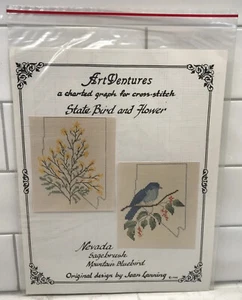 ArtVentures
a charted graph for cross-stitch
State Bird and Flower
Nevada
Sagebrush
Mountain Bluebird
Original design by Jean Lanning